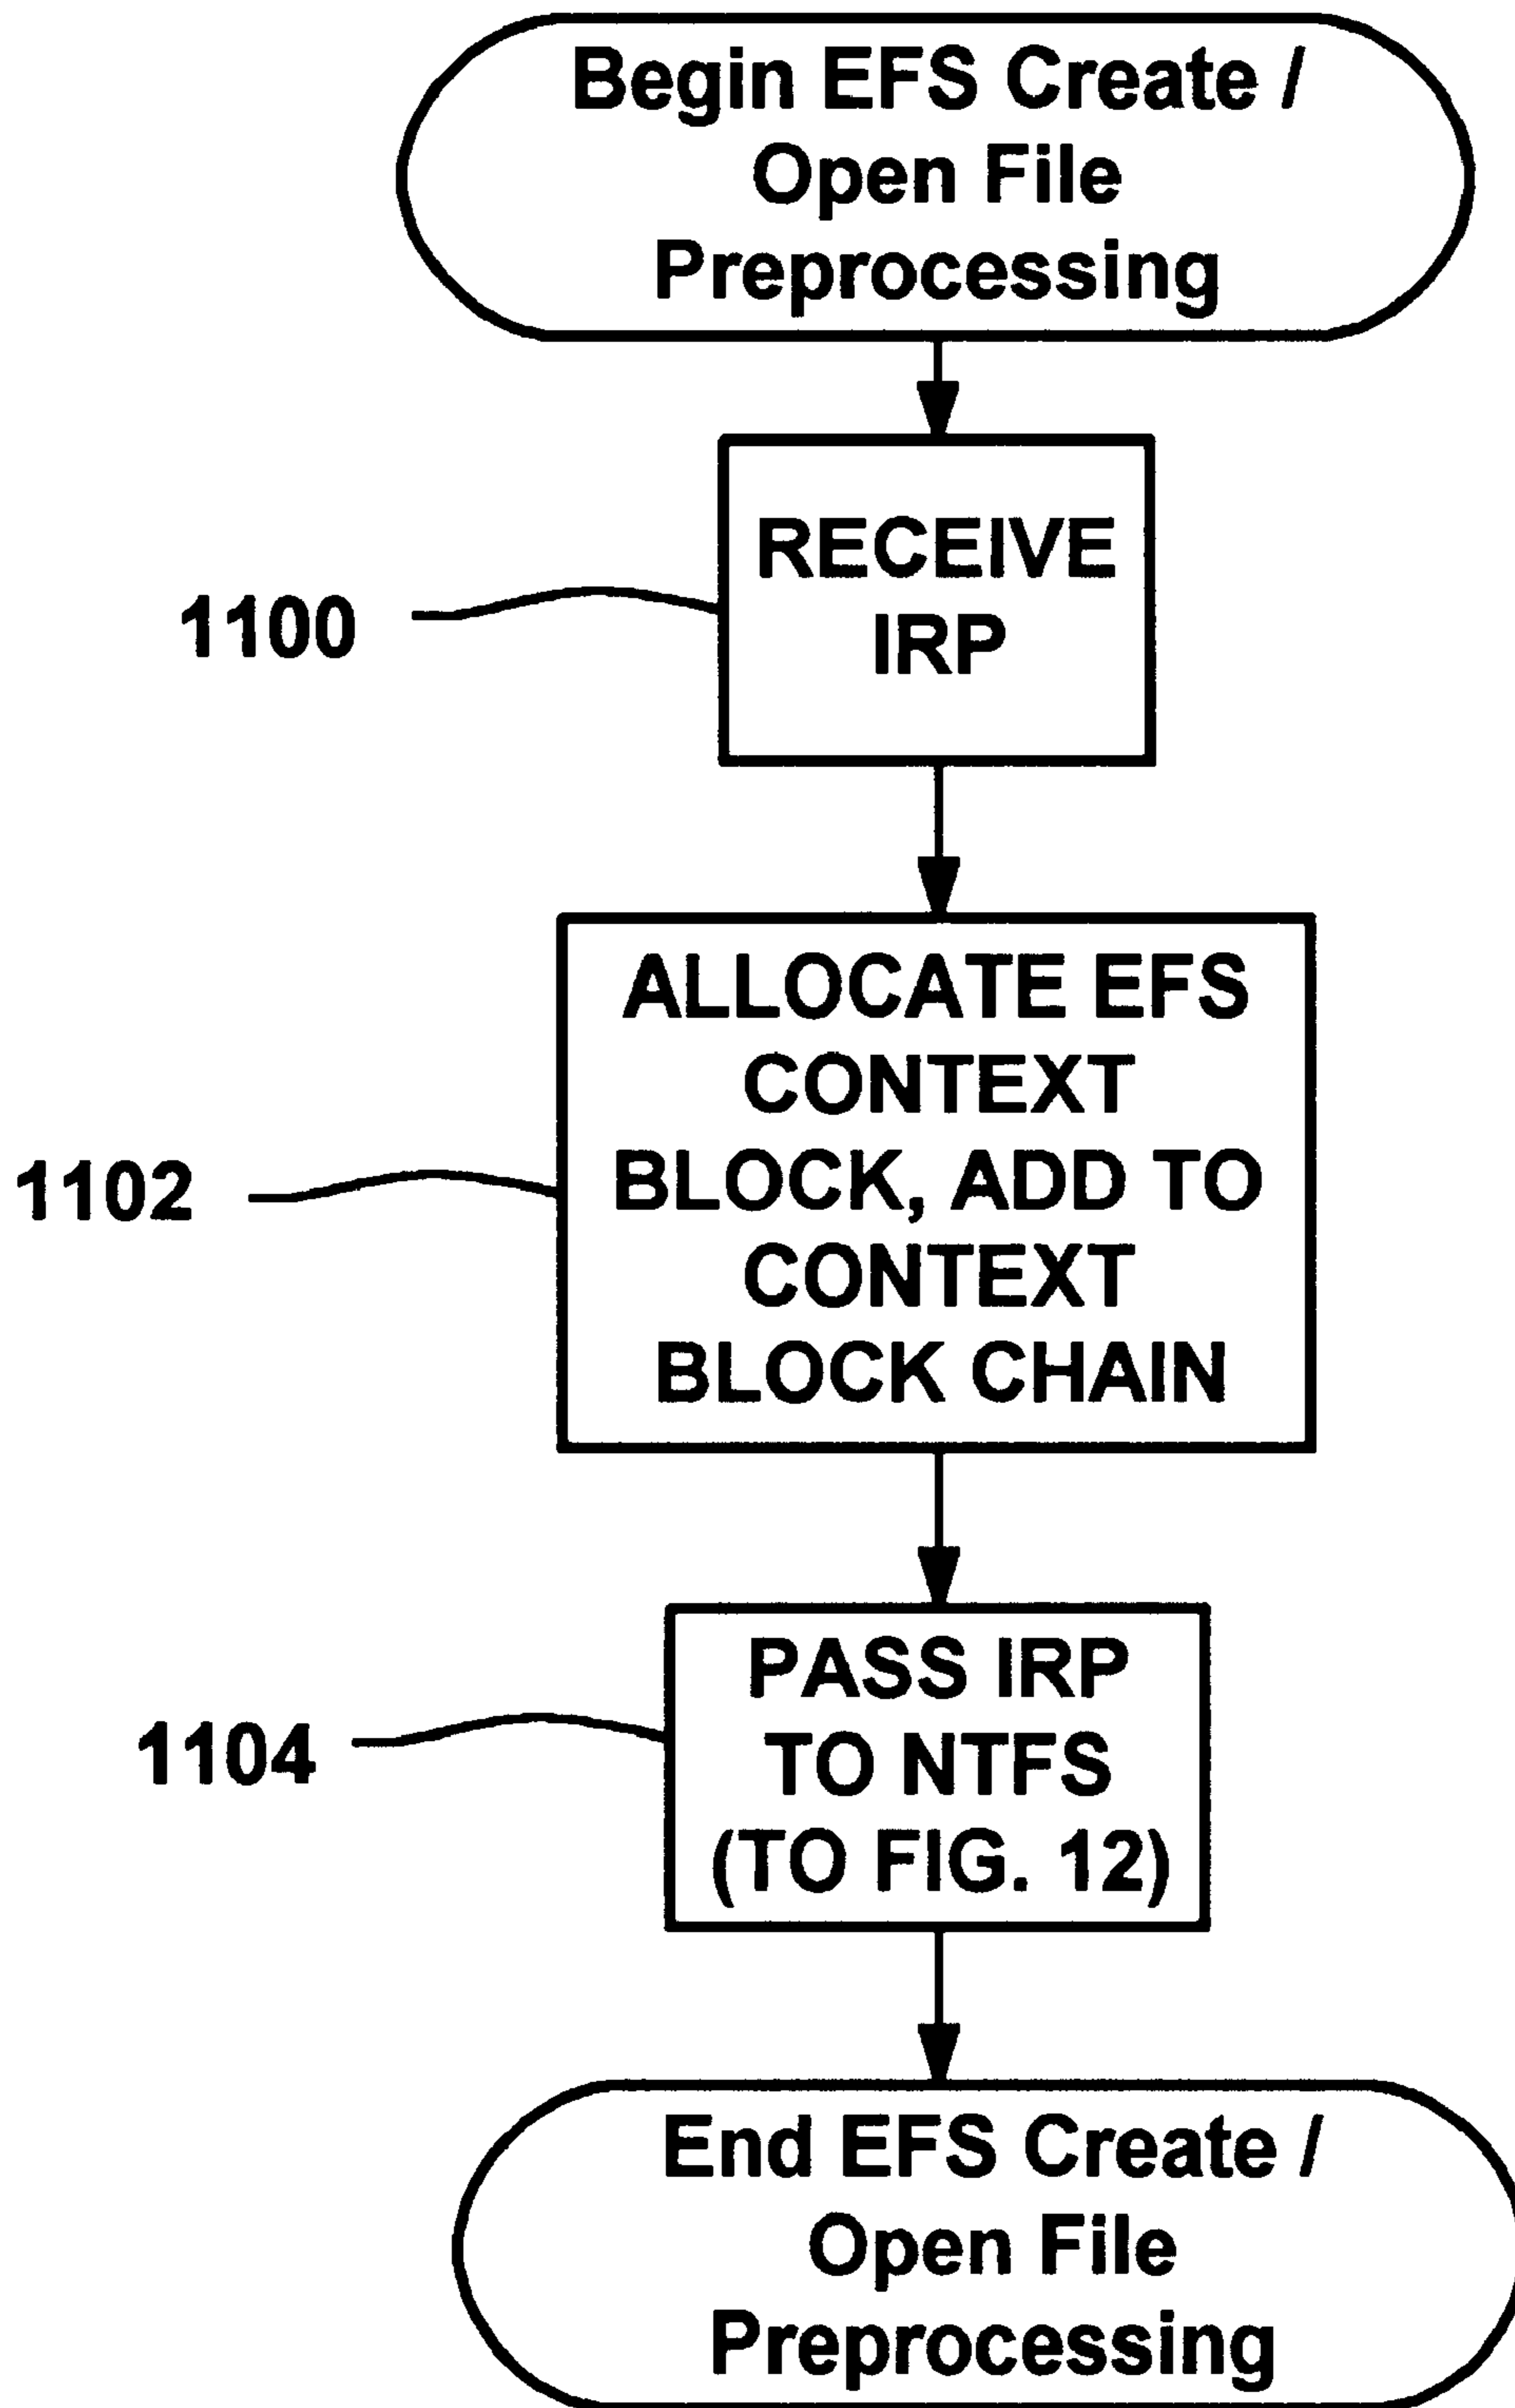 Begin EFS Create /
Open File
Preprocessing
RECEIVE
IRP
1100
ALLOCATE EFS
CONTEXT
BLOCK, ADD TO
CONTEXT
BLOCK CHAIN
1102
PASS IRP
TO NTFS
(TO FIG. 12)
1104
End EFS Create /
Open File
Preprocessing